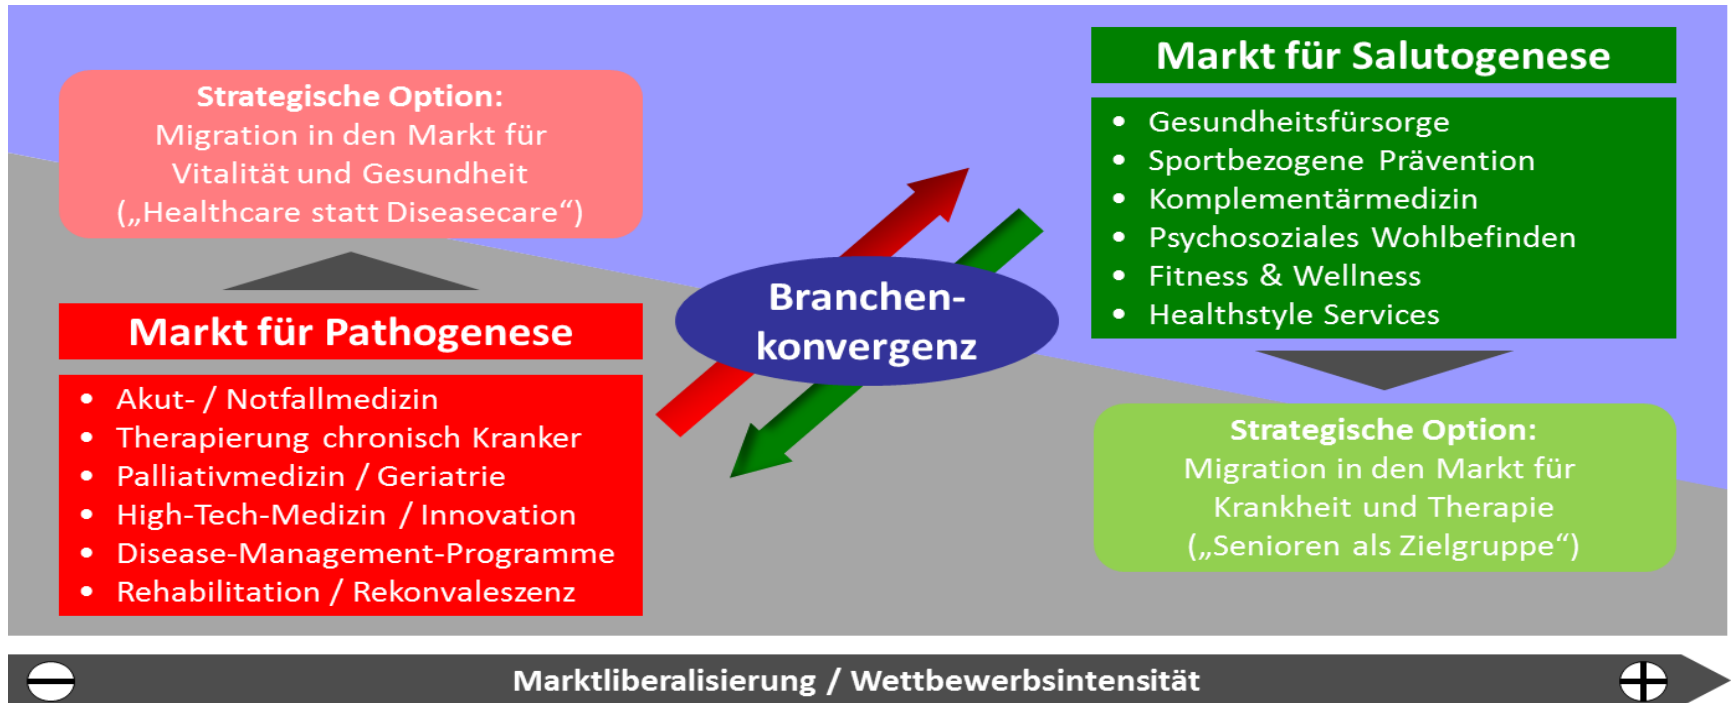 Strategische Option:
Migration in den Markt für
Vitalität und Gesundheit
(„Healthcare statt Diseasecare“)
Markt für Pathogenese
• Akut- / Notfallmedizin
• Therapierung chronisch Kranker
• Palliativmedizin / Geriatrie
• High-Tech-Medizin / Innovation
• Disease-Management-Programme
• Rehabilitation / Rekonvaleszenz
Branchen-
konvergenz
Markt für Salutogenese
• Gesundheitsfürsorge
• Sportbezogene Prävention
• Komplementärmedizin
• Psychosoziales Wohlbefinden
• Fitness & Wellness
• Healthstyle Services
Strategische Option:
Migration in den Markt für
Krankheit und Therapie
(„Senioren als Zielgruppe“)
Marktliberalisierung / Wettbewerbsintensität